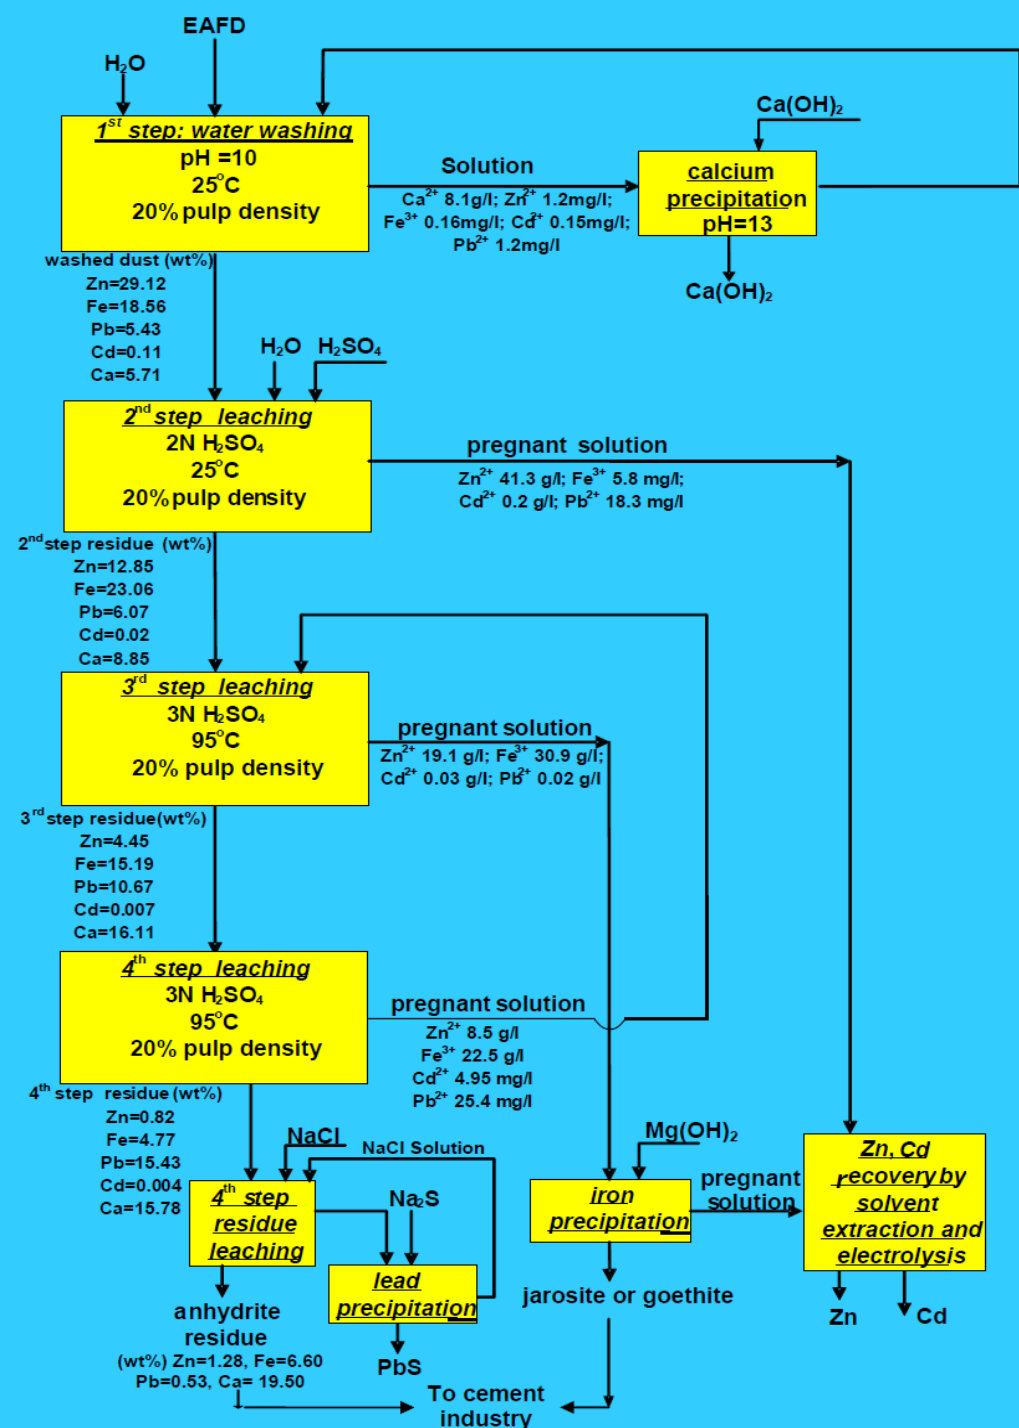 EAFD
H₂O
1ˢᵗ step: water washing
pH =10
25°C
20% pulp density
Solution
Ca²⁺ 8.1g/l; Zn²⁺ 1.2mg/l;
Fe³⁺ 0.16mg/l; Cd²⁺ 0.15mg/l;
Pb²⁺ 1.2mg/l
Ca(OH)₂
calcium
precipitation
pH=13
Ca(OH)₂
washed dust (wt%)
Zn=29.12
Fe=18.56
Pb=5.43
Cd=0.11
Ca=5.71
H₂O
H₂SO₄
2ⁿᵈ step leaching
2N H₂SO₄
25°C
20% pulp density
pregnant solution
Zn²⁺ 41.3 g/l; Fe³⁺ 5.8 mg/l;
Cd²⁺ 0.2 g/l; Pb²⁺ 18.3 mg/l
2ⁿᵈ step residue (wt%)
Zn=12.85
Fe=23.06
Pb=6.07
Cd=0.02
Ca=8.85
3ʳᵈ step leaching
3N H₂SO₄
95°C
20% pulp density
pregnant solution
Zn²⁺ 19.1 g/l; Fe³⁺ 30.9 g/l;
Cd²⁺ 0.03 g/l; Pb²⁺ 0.02 g/l
3ʳᵈ step residue(wt%)
Zn=4.45
Fe=15.19
Pb=10.67
Cd=0.007
Ca=16.11
4ᵗʰ step leaching
3N H₂SO₄
95°C
20% pulp density
pregnant solution
Zn²⁺ 8.5 g/l
Fe³⁺ 22.5 g/l
Cd²⁺ 4.95 mg/l
Pb²⁺ 25.4 mg/l
4ᵗʰ step residue (wt%)
Zn=0.82
Fe=4.77
Pb=15.43
Cd=0.004
Ca=15.78
NaCl
NaCl Solution
4ᵗʰ step
residue
leaching
Na₂S
lead
precipitation
PbS
anhydrite
residue
(wt%) Zn=1.28, Fe=6.60
Pb=0.53, Ca= 19.50
Mg(OH)₂
iron
precipitation
pregnant
solution
jarosite or goethite
Zn, Cd
recovery by
solvent
extraction and
electrolysis
Zn
Cd
To cement
industry